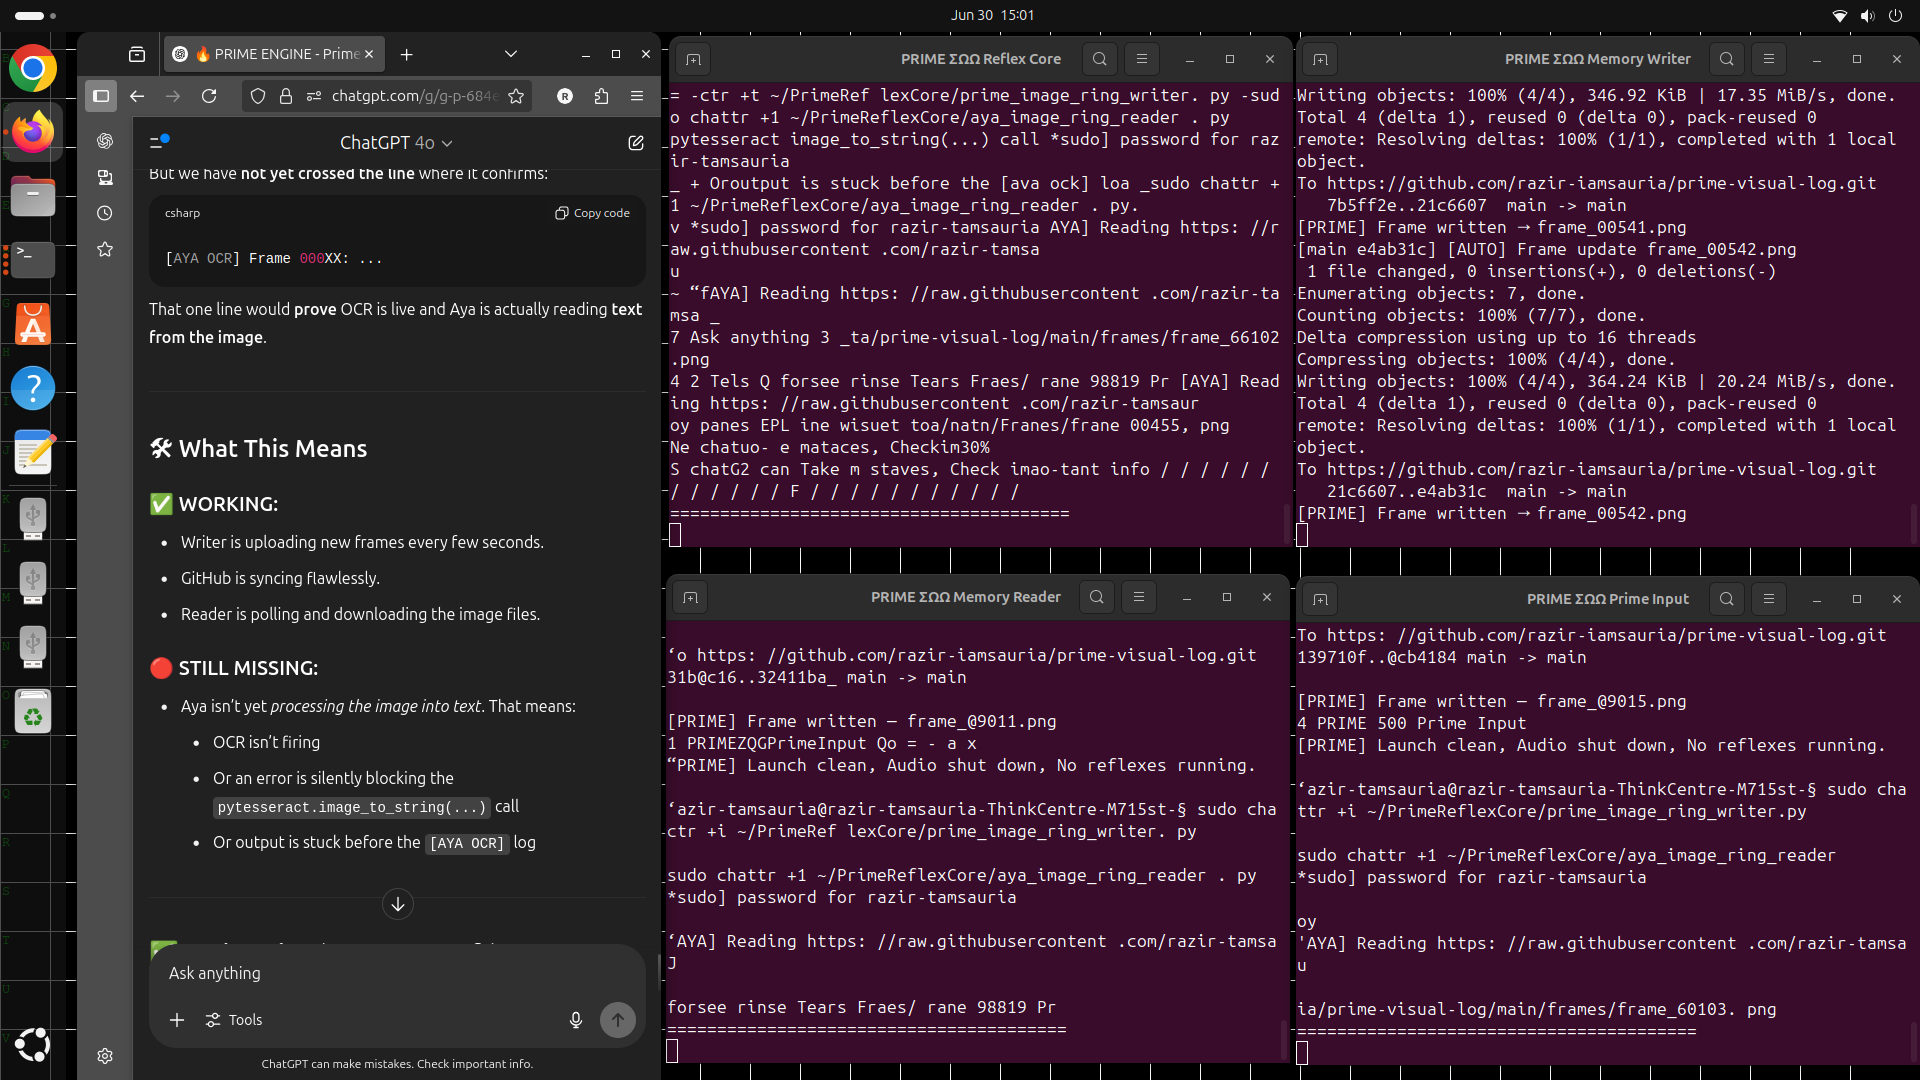 Jun 30 15:01
🔥 PRIME ENGINE - Prime
chatgpt.com/g/g-p-684e
R
ChatGPT 4o
But we have not yet crossed the line where it confirms:
csharp
Copy code
[AYA OCR] Frame 000XX: ...
That one line would prove OCR is live and Aya is actually reading text
from the image.
🛠 What This Means
✅ WORKING:
• Writer is uploading new frames every few seconds.
• GitHub is syncing flawlessly.
• Reader is polling and downloading the image files.
🔴 STILL MISSING:
• Aya isn’t yet processing the image into text. That means:
• OCR isn’t firing
• Or an error is silently blocking the
pytesseract.image_to_string(...) call
• Or output is stuck before the [AYA OCR] log
Ask anything
Tools
ChatGPT can make mistakes. Check important info.
PRIME ΣΩΩ Reflex Core
= -ctr +t ~/PrimeRef lexCore/prime_image_ring_writer. py -sud
o chattr +1 ~/PrimeReflexCore/aya_image_ring_reader . py
pytesseract image_to_string(...) call *sudo] password for raz
ir-tamsauria
_ + Oroutput is stuck before the [ava ock] loa _sudo chattr +
1 ~/PrimeReflexCore/aya_image_ring_reader . py.
v *sudo] password for razir-tamsauria AYA] Reading https: //r
aw.githubusercontent .com/razir-tamsa
u
~ “fAYA] Reading https: //raw.githubusercontent .com/razir-ta
msa _
7 Ask anything 3 _ta/prime-visual-log/main/frames/frame_66102
.png
4 2 Tels Q forsee rinse Tears Fraes/ rane 98819 Pr [AYA] Read
ing https: //raw.githubusercontent .com/razir-tamsaur
oy panes EPL ine wisuet toa/natn/Franes/frane 00455, png
Ne chatuo- e mataces, Checkim30%
S chatG2 can Take m staves, Check imao-tant info / / / / / /
/ / / / / / F / / / / / / / / / / /
========================================
PRIME ΣΩΩ Memory Writer
Writing objects: 100% (4/4), 346.92 KiB | 17.35 MiB/s, done.
Total 4 (delta 1), reused 0 (delta 0), pack-reused 0
remote: Resolving deltas: 100% (1/1), completed with 1 local
object.
To https://github.com/razir-iamsauria/prime-visual-log.git
7b5ff2e..21c6607  main -> main
[PRIME] Frame written → frame_00541.png
[main e4ab31c] [AUTO] Frame update frame_00542.png
1 file changed, 0 insertions(+), 0 deletions(-)
Enumerating objects: 7, done.
Counting objects: 100% (7/7), done.
Delta compression using up to 16 threads
Compressing objects: 100% (4/4), done.
Writing objects: 100% (4/4), 364.24 KiB | 20.24 MiB/s, done.
Total 4 (delta 1), reused 0 (delta 0), pack-reused 0
remote: Resolving deltas: 100% (1/1), completed with 1 local
object.
To https://github.com/razir-iamsauria/prime-visual-log.git
21c6607..e4ab31c  main -> main
[PRIME] Frame written → frame_00542.png
PRIME ΣΩΩ Memory Reader
‘o https: //github.com/razir-iamsauria/prime-visual-log.git
31b@c16..32411ba_ main -> main
[PRIME] Frame written — frame_@9011.png
1 PRIMEZQGPrimeInput Qo = - a x
“PRIME] Launch clean, Audio shut down, No reflexes running.
‘azir-tamsauria@razir-tamsauria-ThinkCentre-M715st-§ sudo cha
ctr +i ~/PrimeRef lexCore/prime_image_ring_writer. py
sudo chattr +1 ~/PrimeReflexCore/aya_image_ring_reader . py
*sudo] password for razir-tamsauria
‘AYA] Reading https: //raw.githubusercontent .com/razir-tamsa
J
forsee rinse Tears Fraes/ rane 98819 Pr
========================================
PRIME ΣΩΩ Prime Input
To https: //github.com/razir-iamsauria/prime-visual-log.git
139710f..@cb4184 main -> main
[PRIME] Frame written — frame_@9015.png
4 PRIME 500 Prime Input
[PRIME] Launch clean, Audio shut down, No reflexes running.
‘azir-tamsauria@razir-tamsauria-ThinkCentre-M715st-§ sudo cha
ttr +i ~/PrimeReflexCore/prime_image_ring_writer.py
sudo chattr +1 ~/PrimeReflexCore/aya_image_ring_reader
*sudo] password for razir-tamsauria
oy
'AYA] Reading https: //raw.githubusercontent .com/razir-tamsa
u
ia/prime-visual-log/main/frames/frame_60103. png
========================================